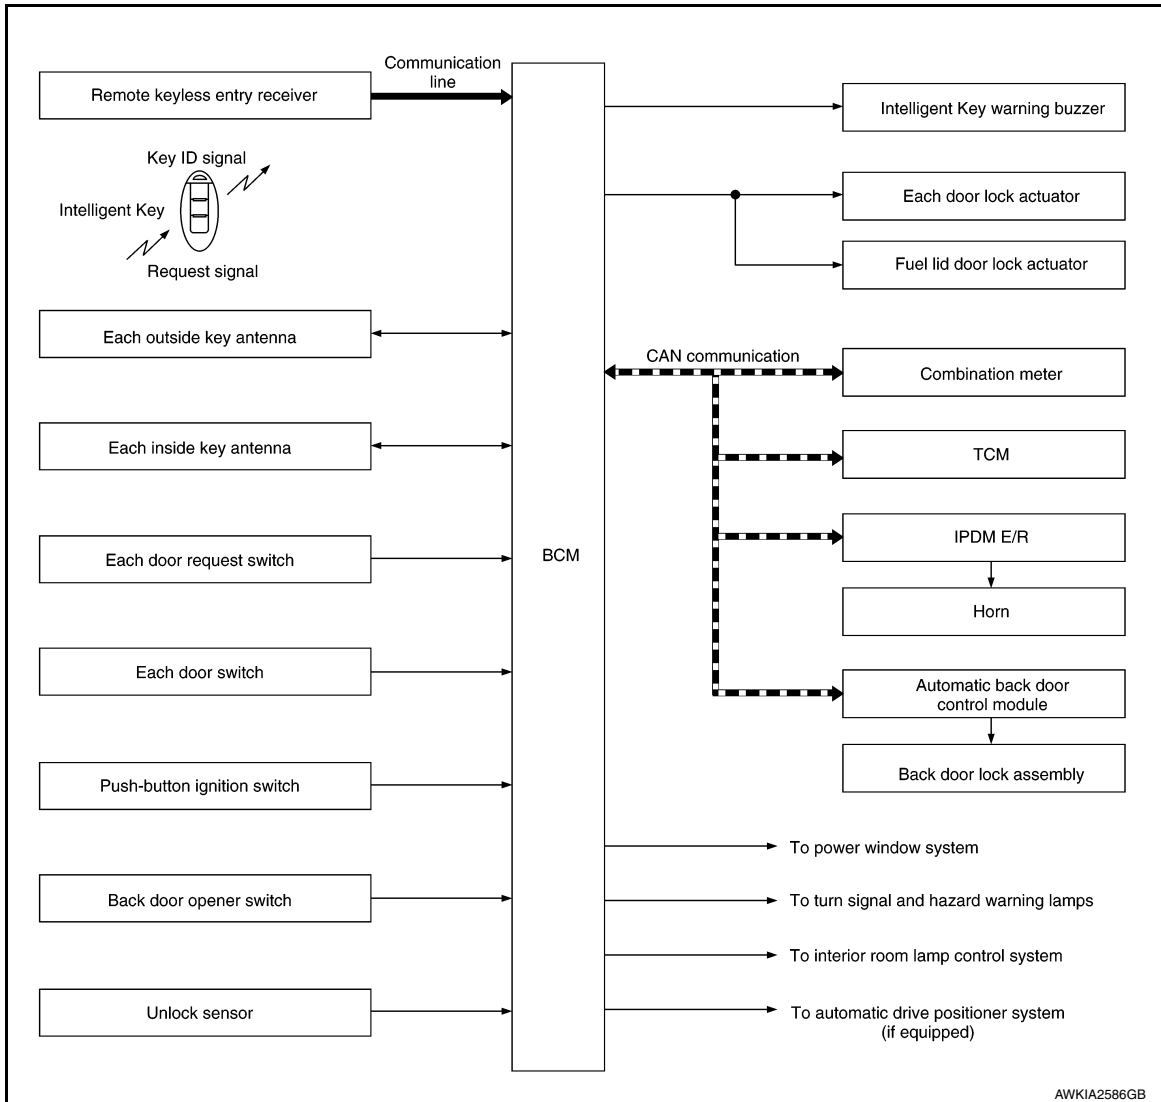 Communication
line
Remote keyless entry receiver
Key ID signal
Intelligent Key
Request signal
Each outside key antenna
Each inside key antenna
Each door request switch
Each door switch
Push-button ignition switch
Back door opener switch
Unlock sensor
BCM
Intelligent Key warning buzzer
Each door lock actuator
Fuel lid door lock actuator
CAN communication
Combination meter
TCM
IPDM E/R
Horn
Automatic back door
control module
Back door lock assembly
To power window system
To turn signal and hazard warning lamps
To interior room lamp control system
To automatic drive positioner system
(if equipped)
AWKIA2586GB